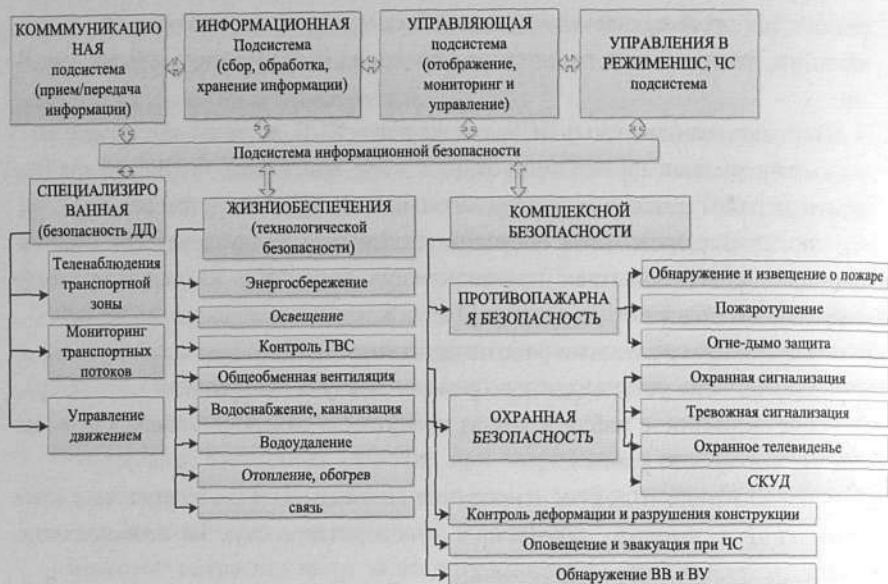 КОМММУНИКАЦИО
НАЯ
подсистема
(прием/передача
информации)
ИНФОРМАЦИОННАЯ
Подсистема
(сбор, обработка,
хранение информации)
УПРАВЛЯЮЩАЯ
подсистема
(отображение,
мониторинг и
управление)
УПРАВЛЕНИЯ В
РЕЖИМЕНШС, ЧС
подсистема
Подсистема информационной безопасности
СПЕЦИАЛИЗИРО
ВАННАЯ
(безопасность ДД)
Теленаблюдения
транспортной
зоны
Мониторинг
транспортных
потоков
Управление
движением
ЖИЗНИОБЕСПЕЧЕНИЯ
(технологической
безопасности)
Энергосбережение
Освещение
Контроль ГВС
Общеобменная вентиляция
Водоснабжение, канализация
Водоудаление
Отопление, обогрев
связь
КОМПЛЕКСНОЙ
БЕЗОПАСНОСТИ
ПРОТИВОПАЖАРНА
Я БЕЗОПАСНОСТЬ
Обнаружение и извещение о пожаре
Пожаротушение
Огне-дымо защита
ОХРАННАЯ
БЕЗОПАСНОСТЬ
Охранная сигнализация
Тревожная сигнализация
Охранное телевиденье
СКУД
Контроль деформации и разрушения конструкции
Оповещение и эвакуация при ЧС
Обнаружение ВВ и ВУ